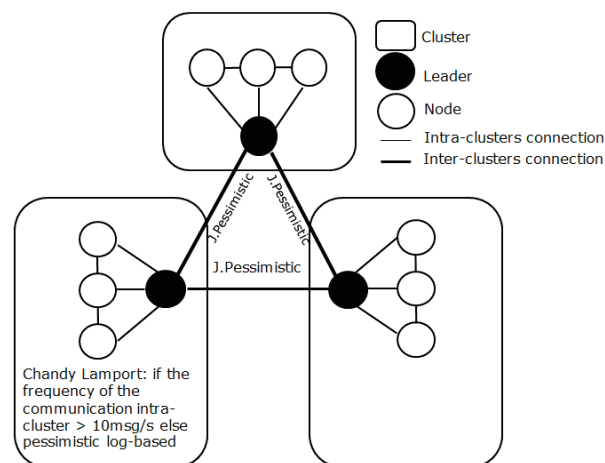 Cluster
Leader
Node
Intra-clusters connection
Inter-clusters connection
J.Pessimistic
J.Pessimistic
J.Pessimistic
Chandy Lamport: if the
frequency of the
communication intra-
cluster > 10msg/s else
pessimistic log-based